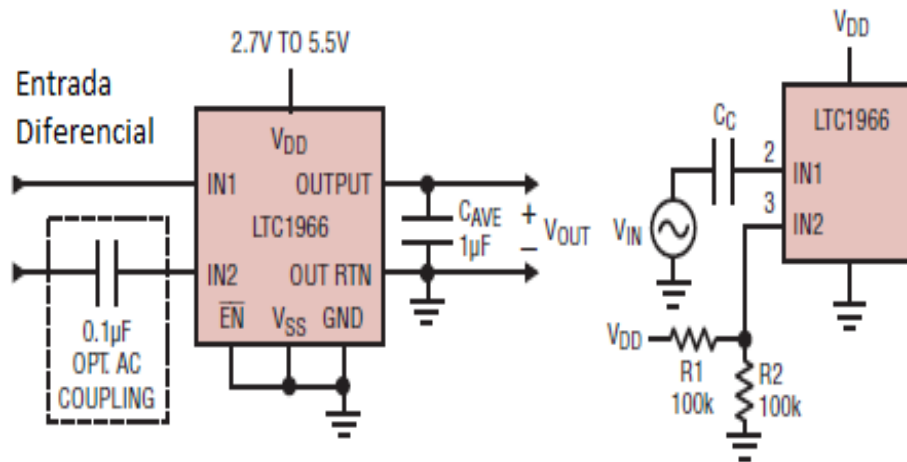 2.7V TO 5.5V
Entrada
Diferencial
VDD
IN1
OUTPUT
LTC1966
CAVE
1µF
+
–
VOUT
IN2
OUT RTN
EN
VSS
GND
0.1µF
OPT. AC
COUPLING
VDD
LTC1966
CC
2
IN1
3
IN2
VIN
VDD
R1
100k
R2
100k